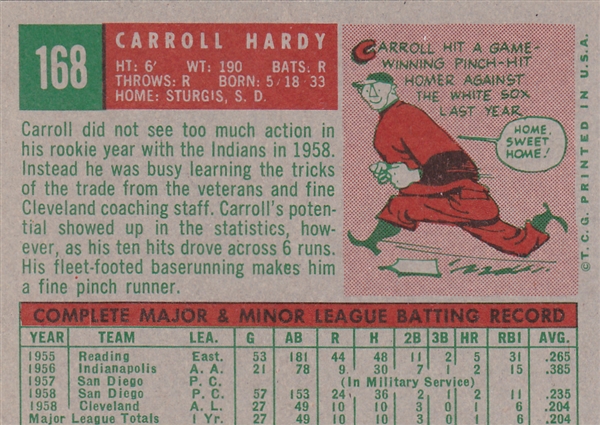 168
CARROLL HARDY
HT: 6' WT: 190 BATS: R
THROWS: R BORN: 5/18/33
HOME: STURGIS, S. D.
Carroll did not see too much action in
his rookie year with the Indians in 1958.
Instead he was busy learning the tricks
of the trade from the veterans and fine
Cleveland coaching staff. Carroll's poten-
tial showed up in the statistics, how-
ever, as his ten hits drove across 6 runs.
His fleet-footed baserunning makes him
a fine pinch runner.
CARROLL HIT A GAME-
WINNING PINCH-HIT
HOMER AGAINST
THE WHITE SOX
LAST YEAR
HOME,
SWEET
HOME!
©T.C.G. PRINTED IN U.S.A.
COMPLETE MAJOR & MINOR LEAGUE BATTING RECORD
YEAR TEAM LEA. G AB R H 2B 3B HR RBI AVG.
1955 Reading East. 53 181 44 48 11 2 5 31 .265
1956 Indianapolis A. A. 21 78 9 30 7 1 2 15 .385
1957 San Diego P. C. (In Military Service)
1958 San Diego P. C. 57 153 24 36 2 1 2 11 .235
1958 Cleveland A. L. 27 49 10 10 3 0 1 6 .204
Major League Totals 1 Yr. 27 49 10 10 3 0 1 6 .204